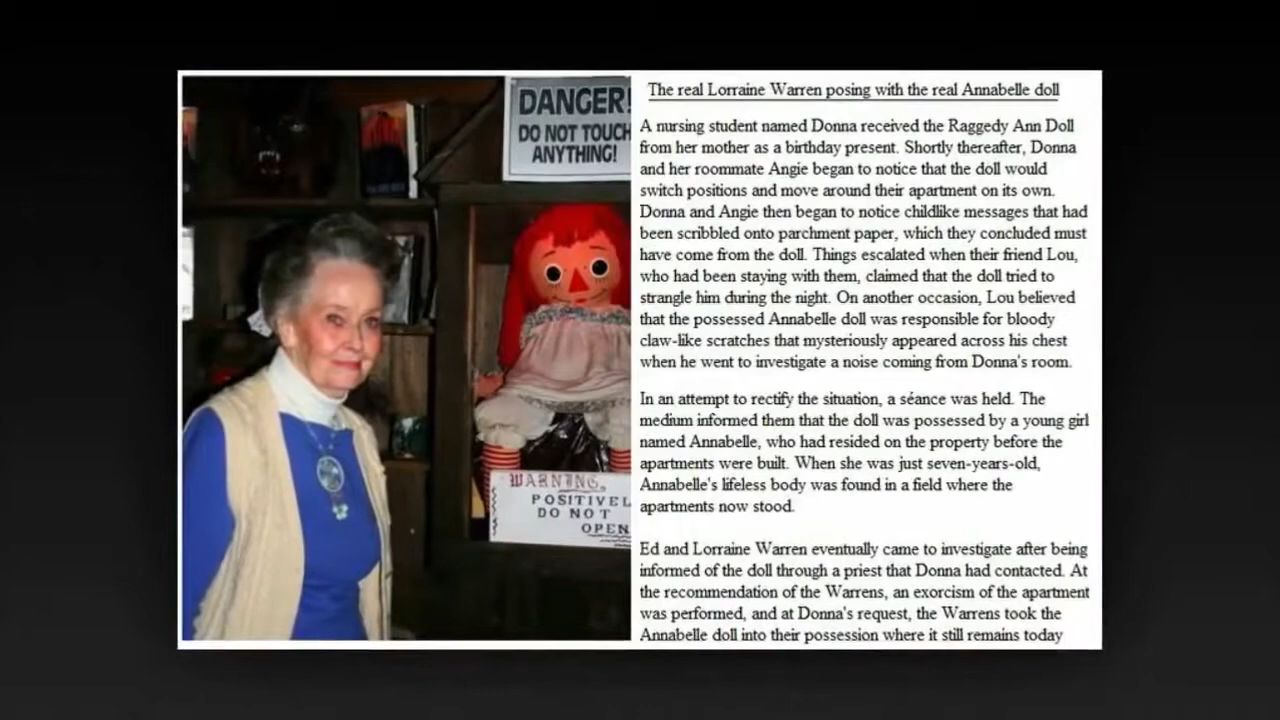 DANGER!
DO NOT TOUCH
ANYTHING!
WARNING,
POSITIVEL
DO NOT
OPEN
The real Lorraine Warren posing with the real Annabelle doll
A nursing student named Donna received the Raggedy Ann Doll
from her mother as a birthday present. Shortly thereafter, Donna
and her roommate Angie began to notice that the doll would
switch positions and move around their apartment on its own.
Donna and Angie then began to notice childlike messages that had
been scribbled onto parchment paper, which they concluded must
have come from the doll. Things escalated when their friend Lou,
who had been staying with them, claimed that the doll tried to
strangle him during the night. On another occasion, Lou believed
that the possessed Annabelle doll was responsible for bloody
claw-like scratches that mysteriously appeared across his chest
when he went to investigate a noise coming from Donna's room.
In an attempt to rectify the situation, a séance was held. The
medium informed them that the doll was possessed by a young girl
named Annabelle, who had resided on the property before the
apartments were built. When she was just seven-years-old,
Annabelle's lifeless body was found in a field where the
apartments now stood.
Ed and Lorraine Warren eventually came to investigate after being
informed of the doll through a priest that Donna had contacted. At
the recommendation of the Warrens, an exorcism of the apartment
was performed, and at Donna's request, the Warrens took the
Annabelle doll into their possession where it still remains today